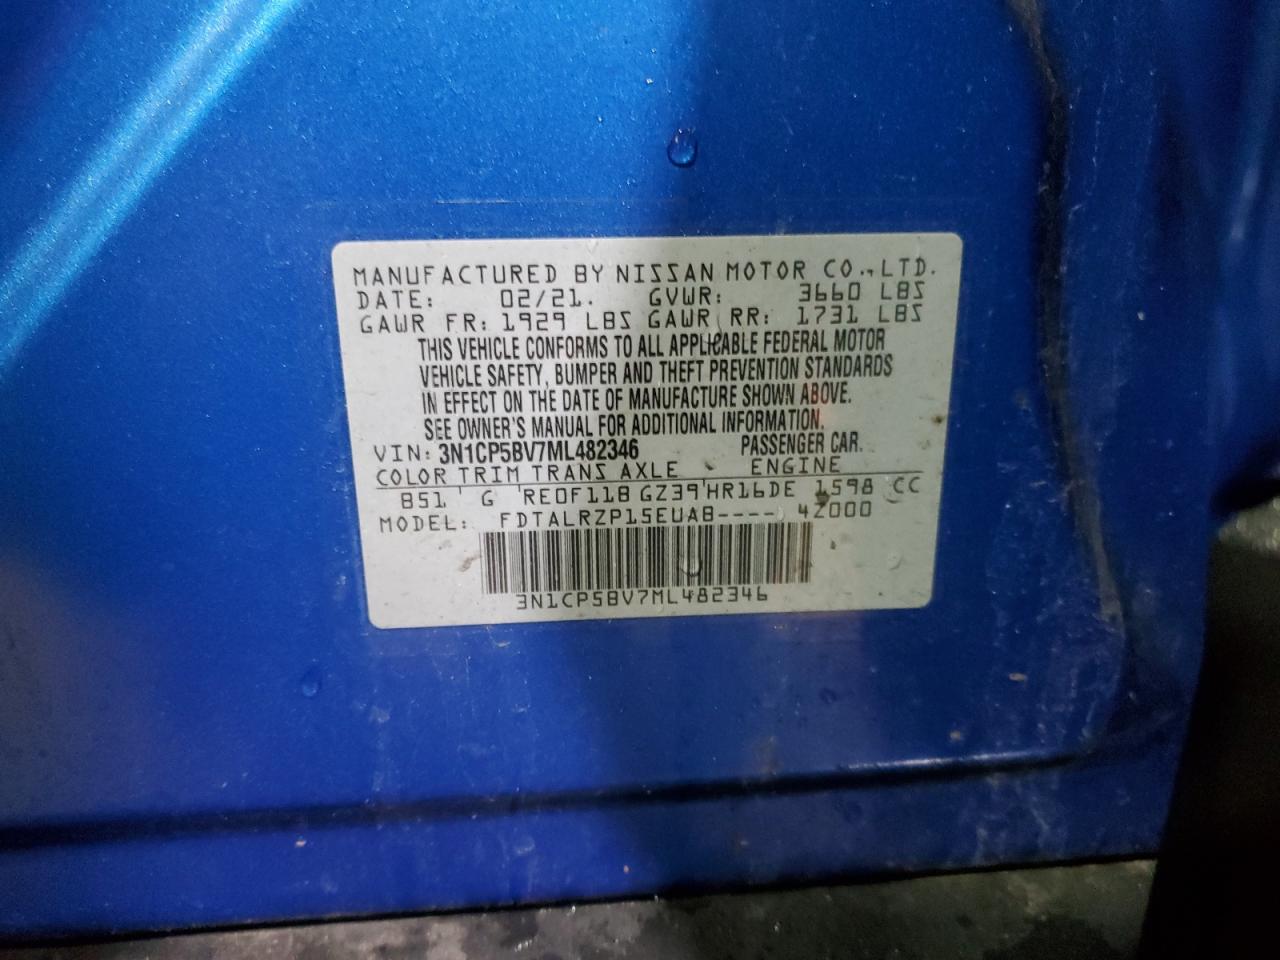 MANUFACTURED BY NISSAN MOTOR CO., LTD.
DATE: 02/21. GVWR: 3660 LBS
GAWR FR: 1929 LBS GAWR RR: 1731 LBS
THIS VEHICLE CONFORMS TO ALL APPLICABLE FEDERAL MOTOR
VEHICLE SAFETY, BUMPER AND THEFT PREVENTION STANDARDS
IN EFFECT ON THE DATE OF MANUFACTURE SHOWN ABOVE.
SEE OWNER'S MANUAL FOR ADDITIONAL INFORMATION.
VIN: 3N1CP5BV7ML482346 PASSENGER CAR.
COLOR TRIM TRANS AXLE ENGINE
B51 G RE0F11B GZ39 HR16DE 1598 CC
MODEL: FDTALRZP15EUAB---- 4Z000
3N1CP5BV7ML482346